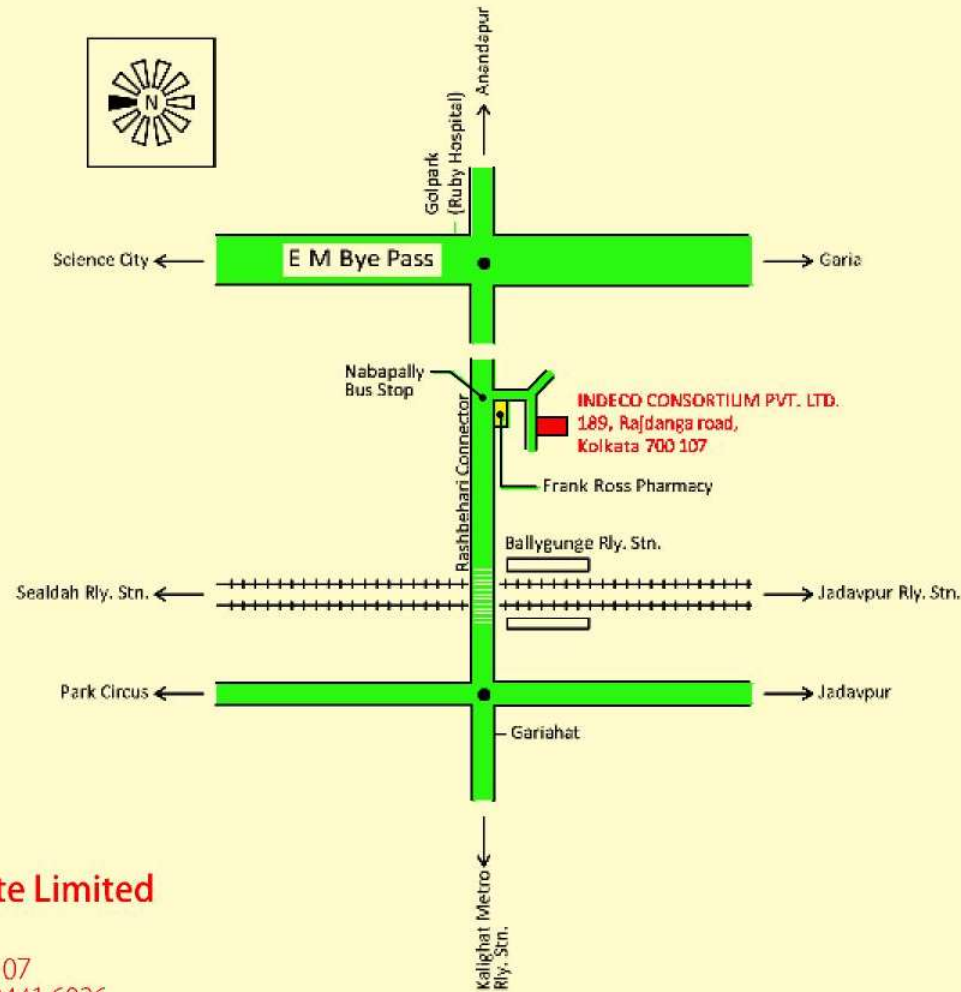 Anandapur
N
Golpark
(Ruby Hospital)
Science City
E M Bye Pass
Garia
Nabapally
Bus Stop
INDECO CONSORTIUM PVT. LTD.
189, Rajdanga road,
Kolkata 700 107
Rashbehari Connector
Frank Ross Pharmacy
Ballygunge Rly. Stn.
Sealdah Rly. Stn.
Jadavpur Rly. Stn.
Park Circus
Jadavpur
Gariahat
te Limited
Kalighat Metro
Rly. Stn.
07